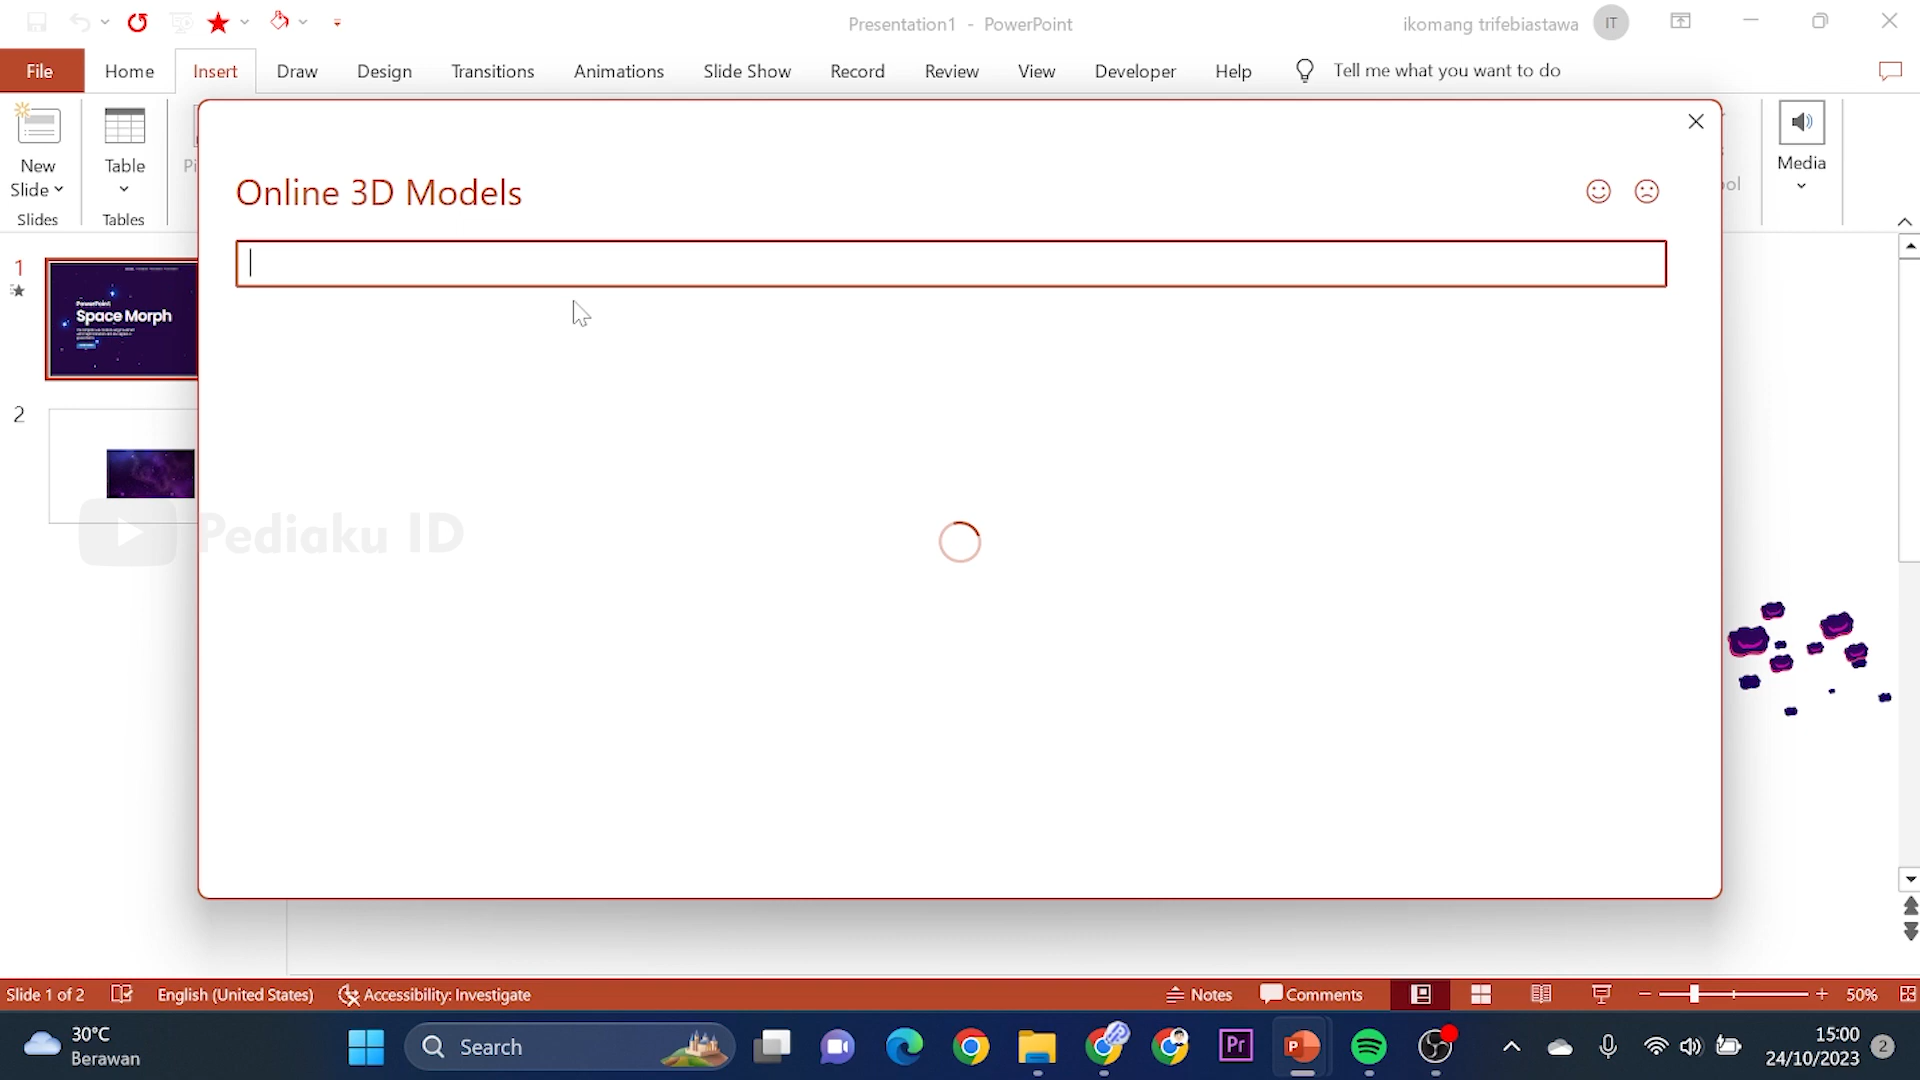 Presentation1 - PowerPoint
ikomang trifebiastawa
IT
File
Home
Insert
Draw
Design
Transitions
Animations
Slide Show
Record
Review
View
Developer
Help
Tell me what you want to do
New
Slide
Slides
Table
Tables
Media
Online 3D Models
1
PowerPoint
Space Morph
2
Pediaku ID
Slide 1 of 2
English (United States)
Accessibility: Investigate
Notes
Comments
50%
30°C
Berawan
Search
Pr
P
15:00
24/10/2023
2